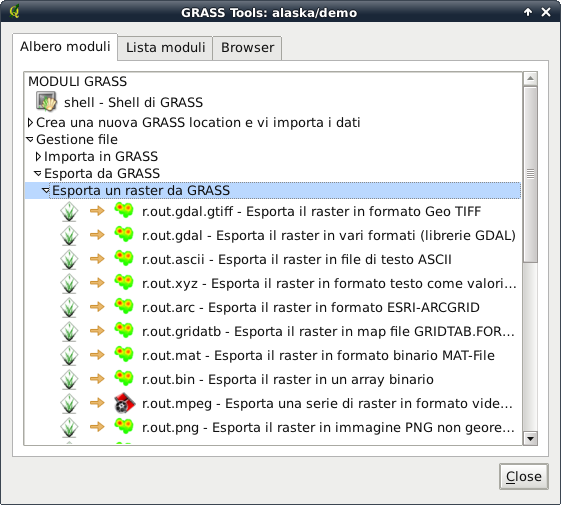 GRASS Tools: alaska/demo
Albero moduli
Lista moduli
Browser
MODULI GRASS
shell - Shell di GRASS
Crea una nuova GRASS location e vi importa i dati
Gestione file
Importa in GRASS
Esporta da GRASS
Esporta un raster da GRASS
r.out.gdal.gtiff - Esporta il raster in formato Geo TIFF
r.out.gdal - Esporta il raster in vari formati (librerie GDAL)
r.out.ascii - Esporta il raster in file di testo ASCII
r.out.xyz - Esporta il raster in formato testo come valori...
r.out.arc - Esporta il raster in formato ESRI-ARCGRID
r.out.gridatb - Esporta il raster in map file GRIDTAB.FOR...
r.out.mat - Esporta il raster in formato binario MAT-File
r.out.bin - Esporta il raster in un array binario
r.out.mpeg - Esporta una serie di raster in formato vide...
r.out.png - Esporta il raster in immagine PNG non geore...
Close